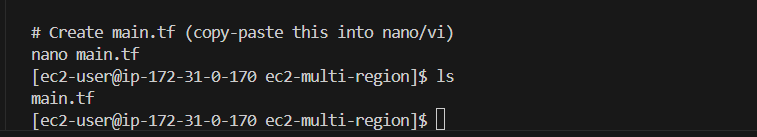 # Create main.tf (copy-paste this into nano/vi)
nano main.tf
[ec2-user@ip-172-31-0-170 ec2-multi-region]$ ls
main.tf
[ec2-user@ip-172-31-0-170 ec2-multi-region]$